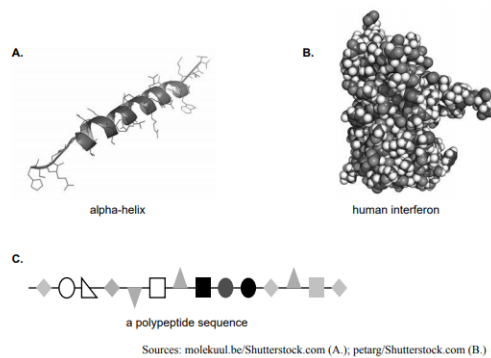 A.
B.
alpha-helix
human interferon
C.
a polypeptide sequence
Sources: molekuul.be/Shutterstock.com (A.); petarg/Shutterstock.com (B.)